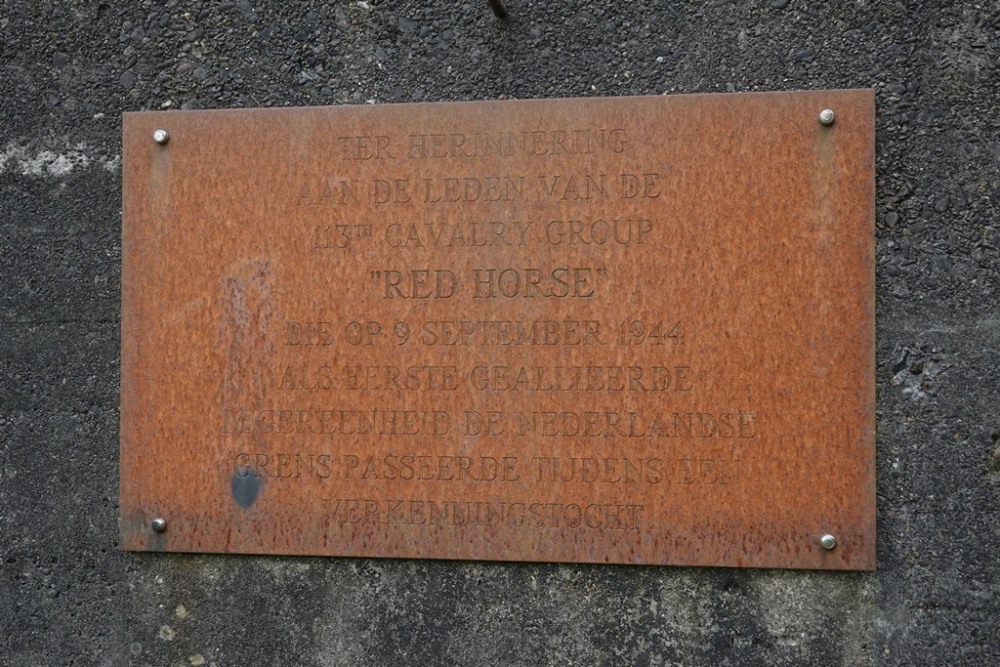 TER HERINNERING
AAN DE LEDEN VAN DE
113TH CAVALRY GROUP
"RED HORSE"
DIE OP 9 SEPTEMBER 1944
ALS EERSTE GEALLIEERDE
LEGEREENHEID DE NEDERLANDSE
GRENS PASSEERDE TIJDENS EEN
VERKENNINGSTOCHT